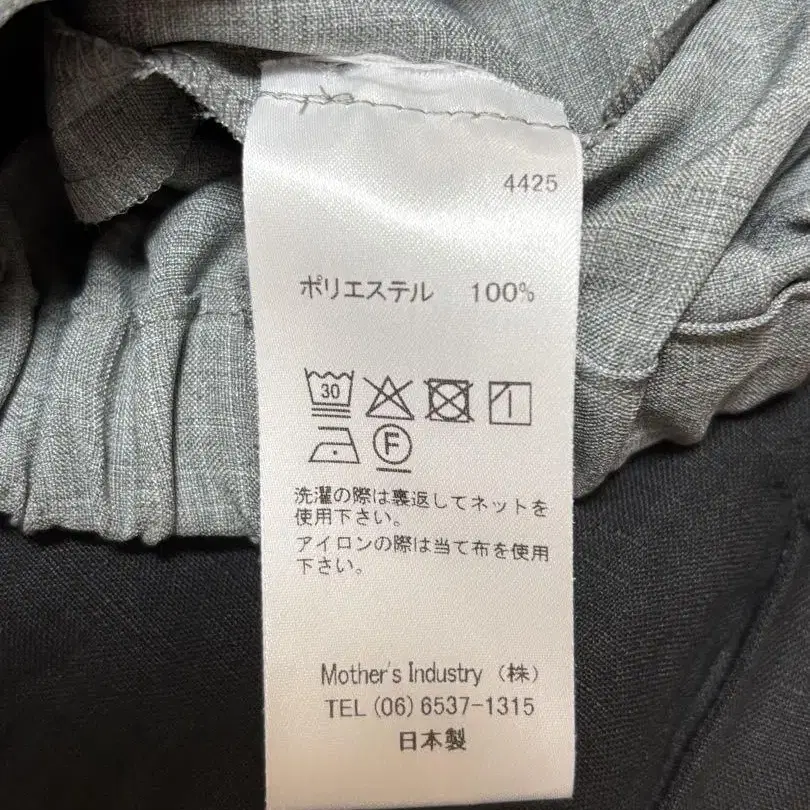 4425
ポリエステル 100%
30
F
洗濯の際は裏返してネットを
使用下さい。
アイロンの際は当て布を使用
下さい。
Mother's Industry (株)
TEL (06) 6537-1315
日本製